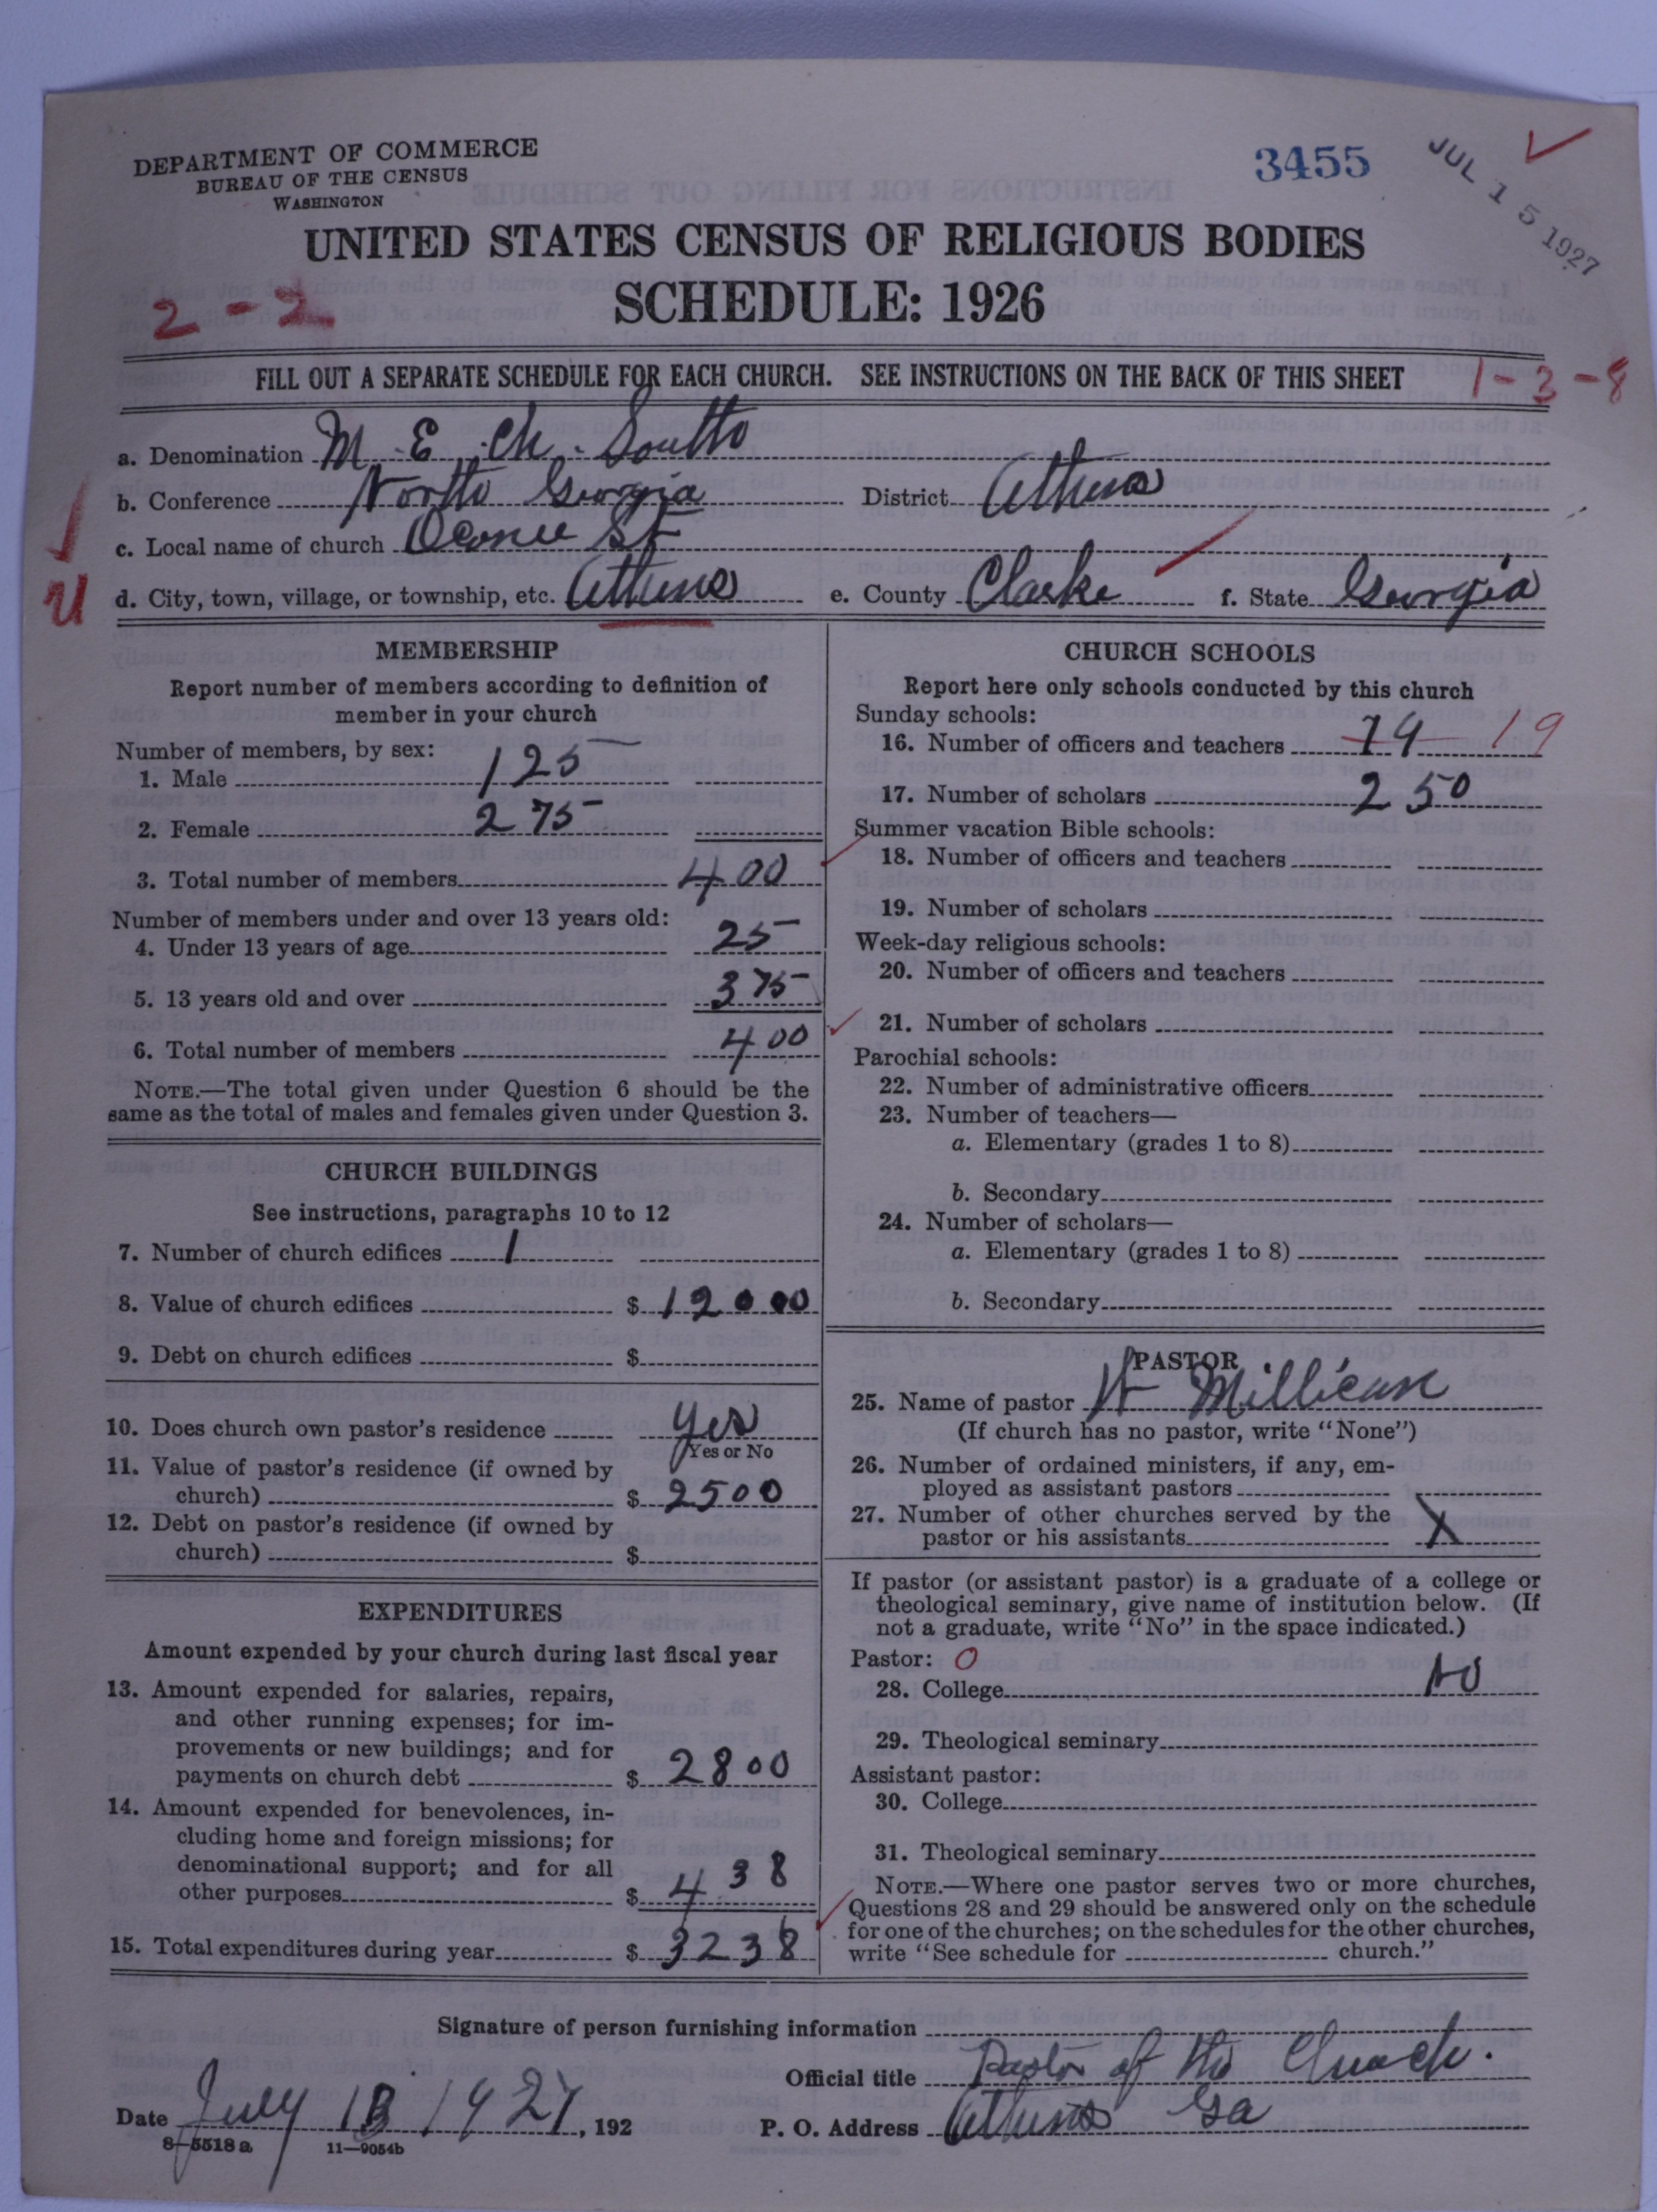 DEPARTMENT OF COMMERCE
BUREAU OF THE CENSUS
WASHINGTON
3455
JUL 15 1927
UNITED STATES CENSUS OF RELIGIOUS BODIES
SCHEDULE: 1926
2-2
FILL OUT A SEPARATE SCHEDULE FOR EACH CHURCH. SEE INSTRUCTIONS ON THE BACK OF THIS SHEET
1-3-8
a. Denomination M. E. Ch. South
b. Conference North Georgia District Athens
c. Local name of church Oconee St
U d. City, town, village, or township, etc. Athens e. County Clarke f. State Georgia
MEMBERSHIP
Report number of members according to definition of
member in your church
Number of members, by sex:
1. Male 125
2. Female 275
3. Total number of members 400
Number of members under and over 13 years old:
4. Under 13 years of age 25
5. 13 years old and over 375
6. Total number of members 400
NOTE.—The total given under Question 6 should be the
same as the total of males and females given under Question 3.
CHURCH BUILDINGS
See instructions, paragraphs 10 to 12
7. Number of church edifices 1
8. Value of church edifices $ 12000
9. Debt on church edifices $
10. Does church own pastor's residence Yes
Yes or No
11. Value of pastor's residence (if owned by
church) $ 2500
12. Debt on pastor's residence (if owned by
church) $
EXPENDITURES
Amount expended by your church during last fiscal year
13. Amount expended for salaries, repairs,
and other running expenses; for im-
provements or new buildings; and for
payments on church debt $ 2800
14. Amount expended for benevolences, in-
cluding home and foreign missions; for
denominational support; and for all
other purposes $ 438
15. Total expenditures during year $ 3238
CHURCH SCHOOLS
Report here only schools conducted by this church
Sunday schools:
16. Number of officers and teachers 19 19
17. Number of scholars 250
Summer vacation Bible schools:
18. Number of officers and teachers
19. Number of scholars
Week-day religious schools:
20. Number of officers and teachers
21. Number of scholars
Parochial schools:
22. Number of administrative officers
23. Number of teachers—
a. Elementary (grades 1 to 8)
b. Secondary
24. Number of scholars—
a. Elementary (grades 1 to 8)
b. Secondary
PASTOR
25. Name of pastor Millican
(If church has no pastor, write "None")
26. Number of ordained ministers, if any, em-
ployed as assistant pastors
27. Number of other churches served by the
pastor or his assistants X
If pastor (or assistant pastor) is a graduate of a college or
theological seminary, give name of institution below. (If
not a graduate, write "No" in the space indicated.)
Pastor: O
28. College No
29. Theological seminary
Assistant pastor:
30. College
31. Theological seminary
NOTE.—Where one pastor serves two or more churches,
Questions 28 and 29 should be answered only on the schedule
for one of the churches; on the schedules for the other churches,
write "See schedule for church."
Signature of person furnishing information
Official title Pastor of the Church.
Date July 13 1927, 192 P. O. Address Athens Ga
8-5518a 11—9054b